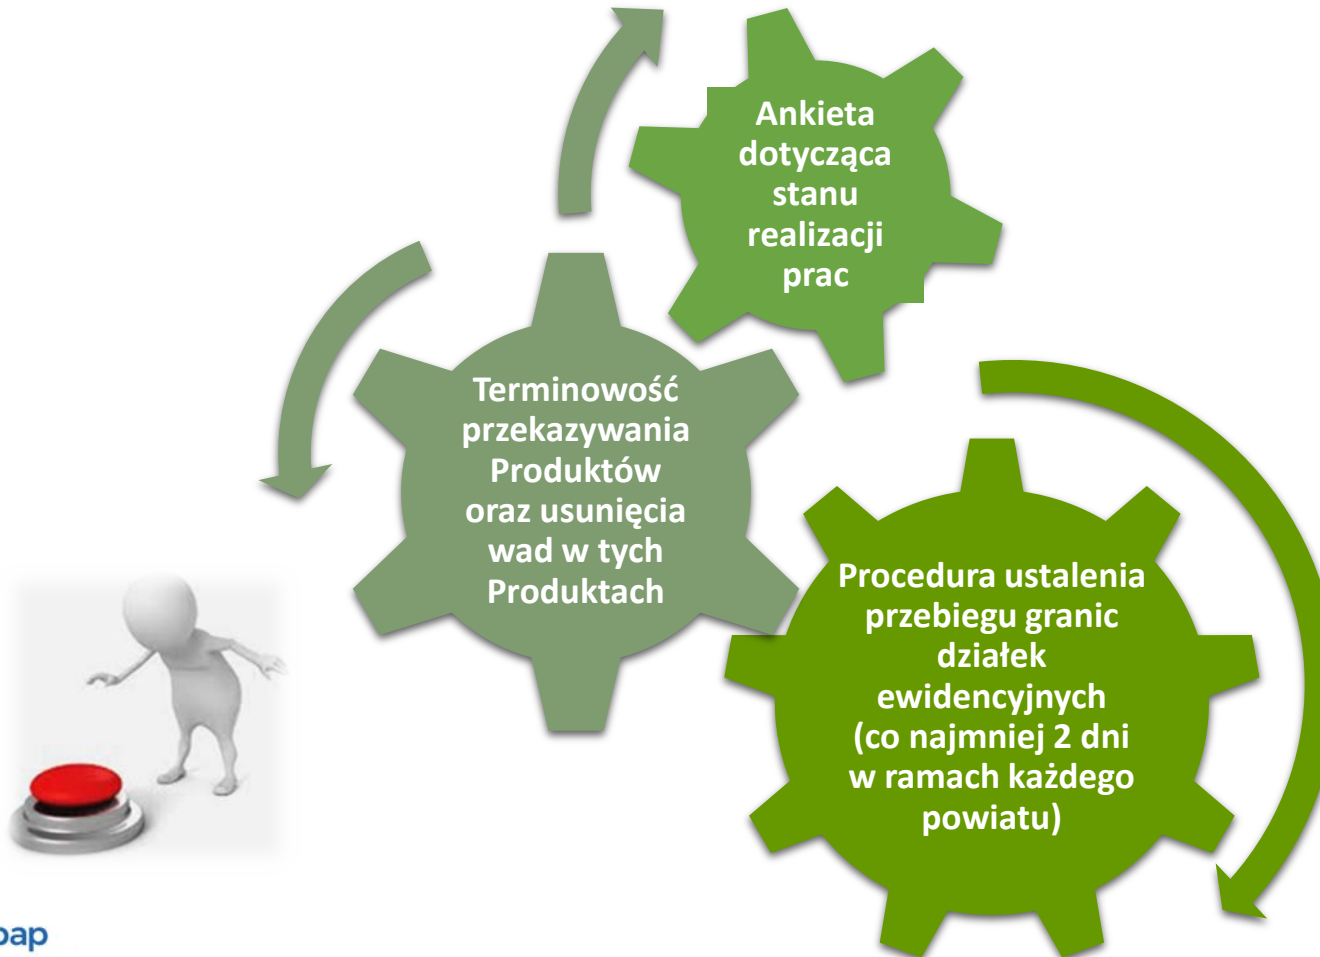 Ankieta
dotycząca
stanu
realizacji
prac
Terminowość
przekazywania
Produktów
oraz usunięcia
wad w tych
Produktach
Procedura ustalenia
przebiegu granic
działek
ewidencyjnych
(co najmniej 2 dni
w ramach każdego
powiatu)